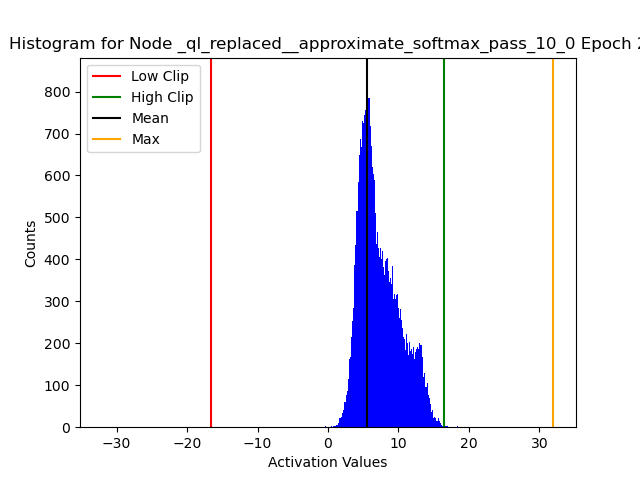 Histogram for Node _ql_replaced__approximate_softmax_pass_10_0 Epoch 2
Low Clip
High Clip
Mean
Max
800
700
600
500
400
300
200
100
0
Counts
−30
−20
−10
0
10
20
30
Activation Values